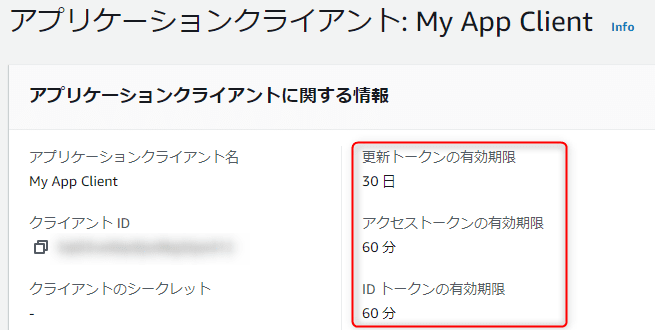 アプリケーションクライアント: My App Client Info
アプリケーションクライアントに関する情報
アプリケーションクライアント名
My App Client
クライアント ID
クライアントのシークレット
-
更新トークンの有効期限
30 日
アクセストークンの有効期限
60 分
ID トークンの有効期限
60 分